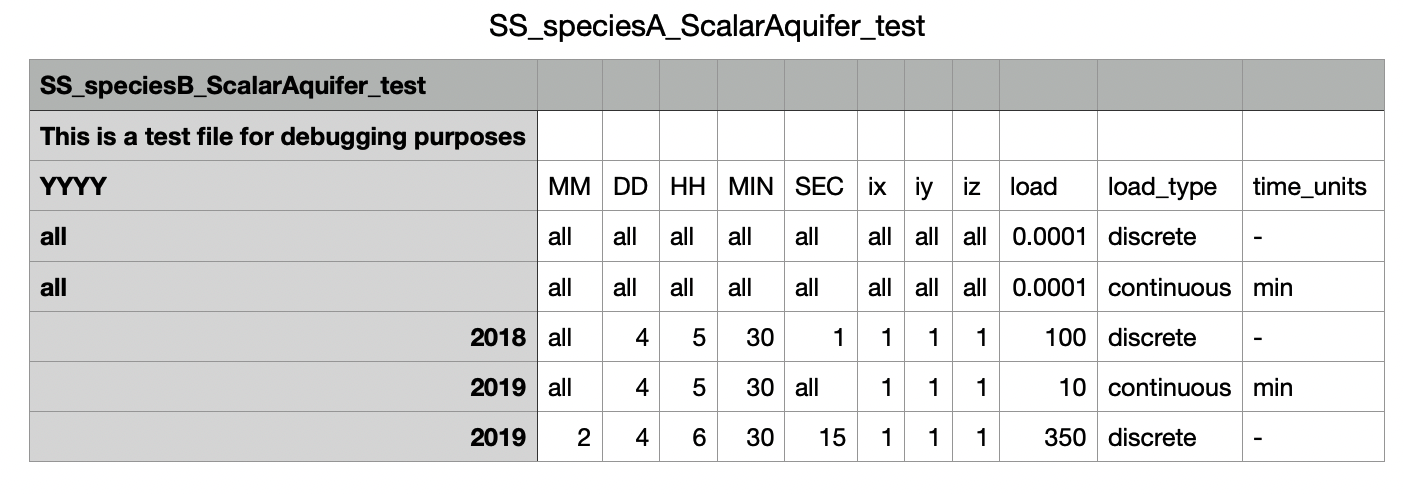 SS_speciesA_ScalarAquifer_test
SS_speciesB_ScalarAquifer_test
This is a test file for debugging purposes
YYYY MM DD HH MIN SEC ix iy iz load load_type time_units
all all all all all all all all all 0.0001 discrete -
all all all all all all all all all 0.0001 continuous min
2018 all 4 5 30 1 1 1 1 100 discrete -
2019 all 4 5 30 all 1 1 1 10 continuous min
2019 2 4 6 30 15 1 1 1 350 discrete -